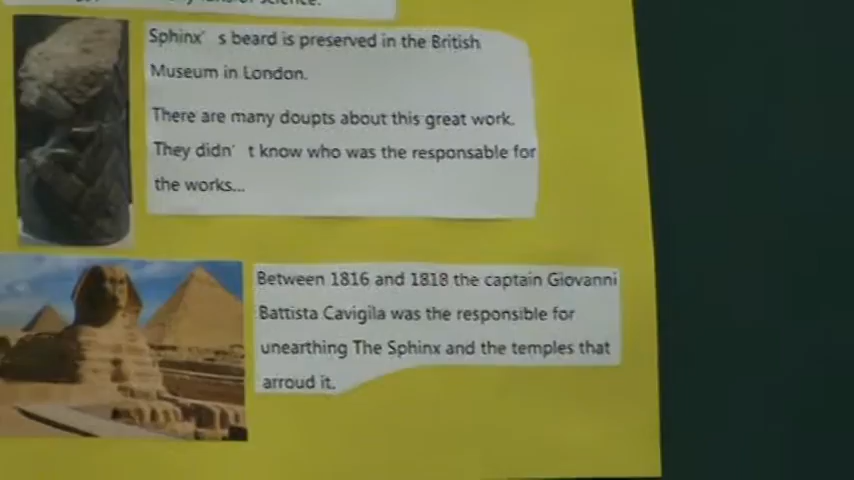 Sphinx's beard is preserved in the British
Museum in London.
There are many doupts about this great work.
They didn't know who was the responsable for
the works...
Between 1816 and 1818 the captain Giovanni
Battista Cavigila was the responsible for
unearthing The Sphinx and the temples that
arroud it.